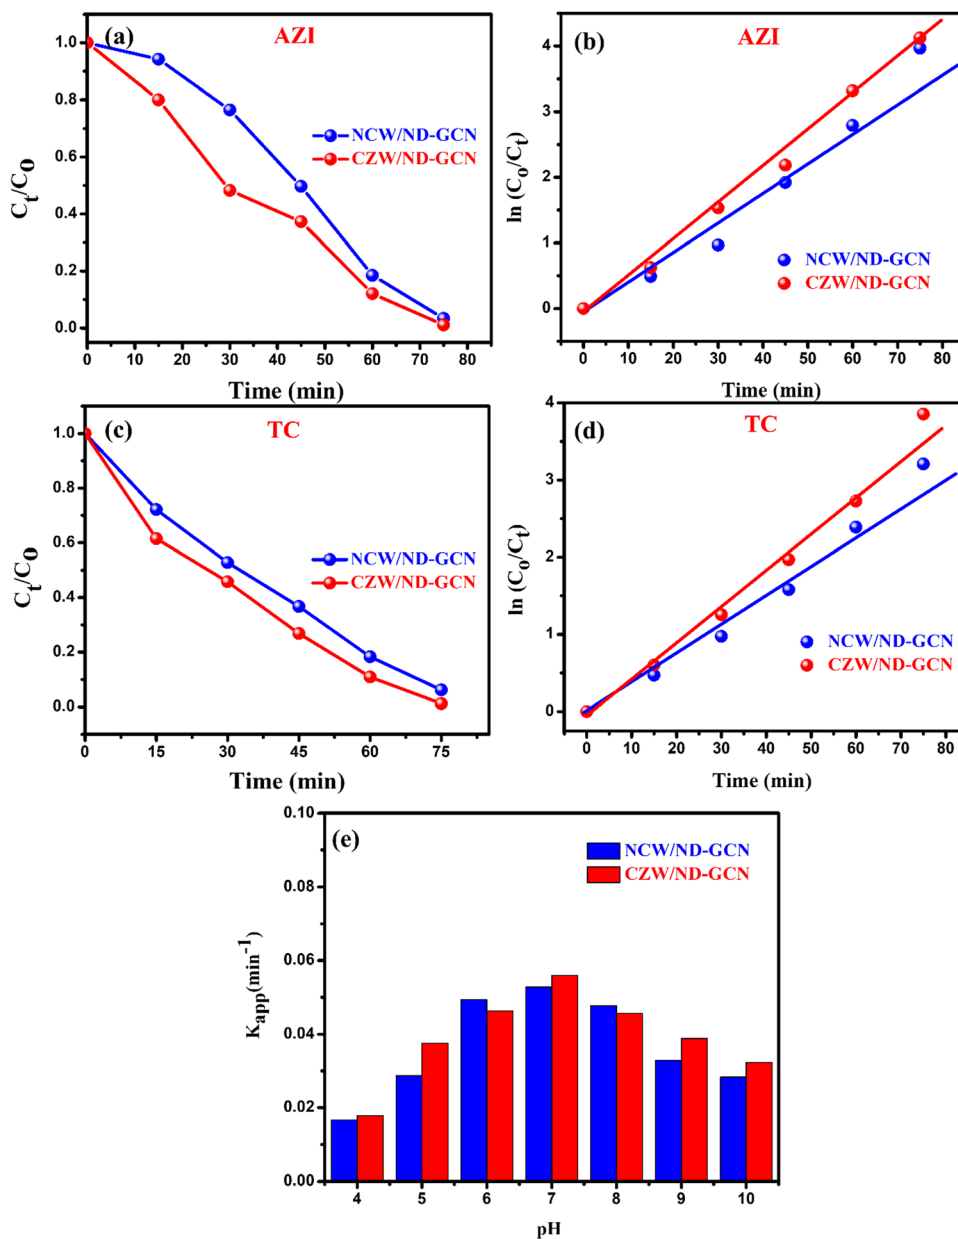 (a)
AZI
1.0
0.8
0.6
0.4
0.2
0.0
Ct/Co
NCW/ND-GCN
CZW/ND-GCN
0 10 20 30 40 50 60 70 80
Time (min)
(b)
AZI
4
3
2
1
0
ln (Co/Ct)
NCW/ND-GCN
CZW/ND-GCN
0 10 20 30 40 50 60 70 80
Time (min)
(c)
TC
1.0
0.8
0.6
0.4
0.2
0.0
Ct/Co
NCW/ND-GCN
CZW/ND-GCN
0 15 30 45 60 75
Time (min)
(d)
TC
4
3
2
1
0
ln (Co/Ct)
NCW/ND-GCN
CZW/ND-GCN
0 10 20 30 40 50 60 70 80
Time (min)
(e)
0.10
0.08
0.06
0.04
0.02
0.00
Kapp(min-1)
NCW/ND-GCN
CZW/ND-GCN
4 5 6 7 8 9 10
pH